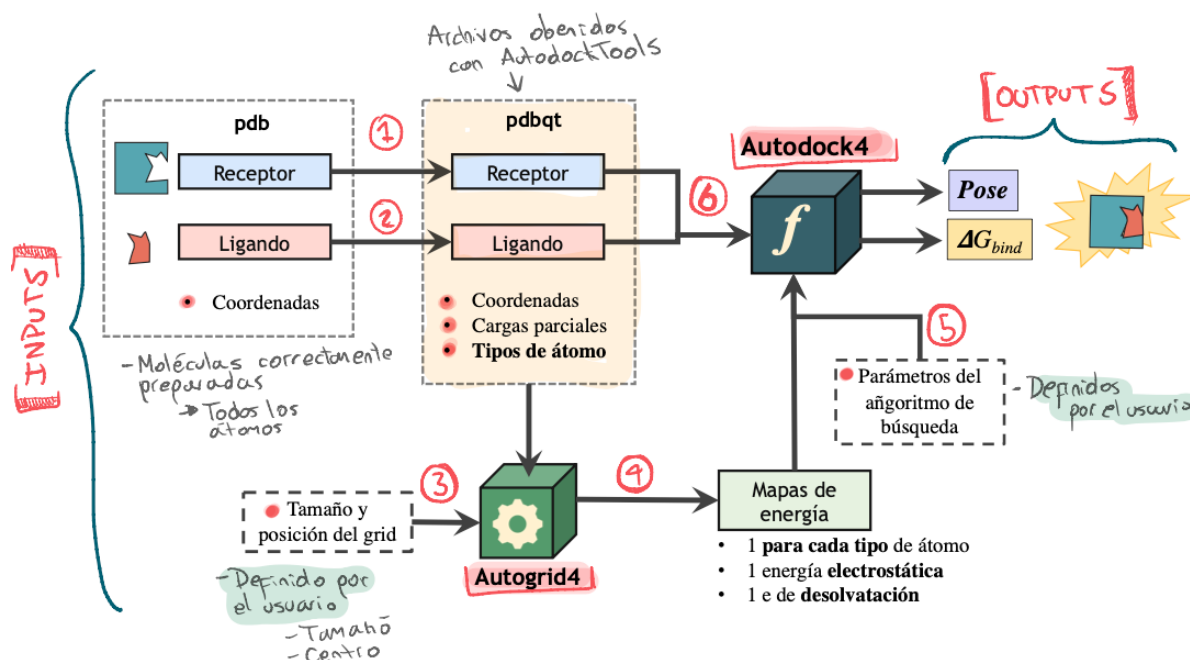 Archivos obenidos
con AutodockTools
[INPUTS]
pdb
Receptor
Ligando
• Coordenadas
- Moléculas correctamente
preparadas
→ Todos los
átomos
①
②
pdbqt
Receptor
Ligando
• Coordenadas
• Cargas parciales
• Tipos de átomo
⑥
Autodock4
f
[OUTPUTS]
Pose
ΔGbind
⑤
Parámetros del
añgoritmo de
búsqueda
- Definidos
por el usuario
③
Tamaño y
posición del grid
- Definido por
el usuario
- Tamaño
- Centro
Autogrid4
④
Mapas de
energía
• 1 para cada tipo de átomo
• 1 energía electrostática
• 1 e de desolvatación